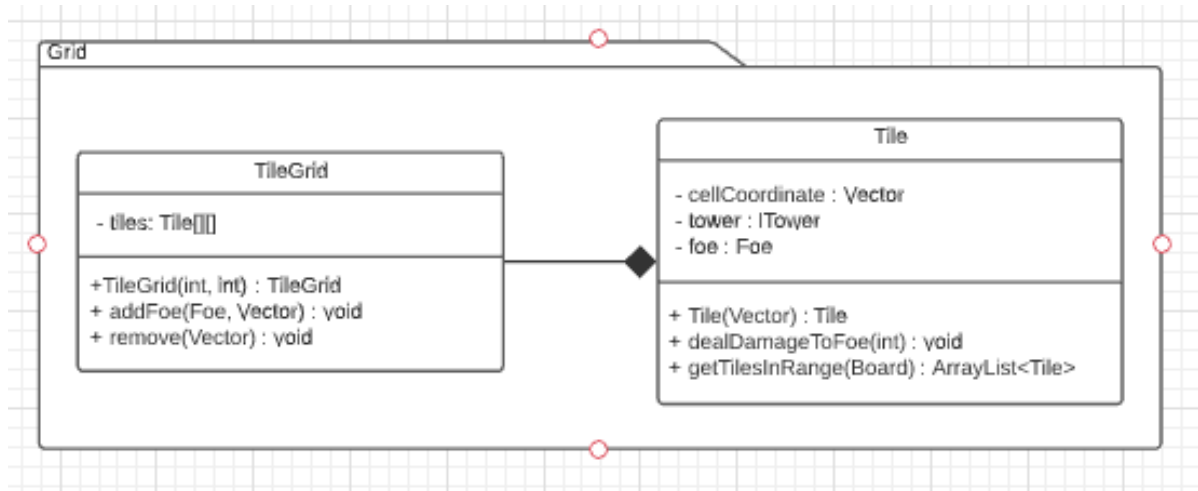 Grid
TileGrid
- tiles: Tile[][]
+TileGrid(int, int) : TileGrid
+ addFoe(Foe, Vector) : void
+ remove(Vector) : void
Tile
- cellCoordinate : Vector
- tower : ITower
- foe : Foe
+ Tile(Vector) : Tile
+ dealDamageToFoe(int) : void
+ getTilesInRange(Board) : ArrayList<Tile>